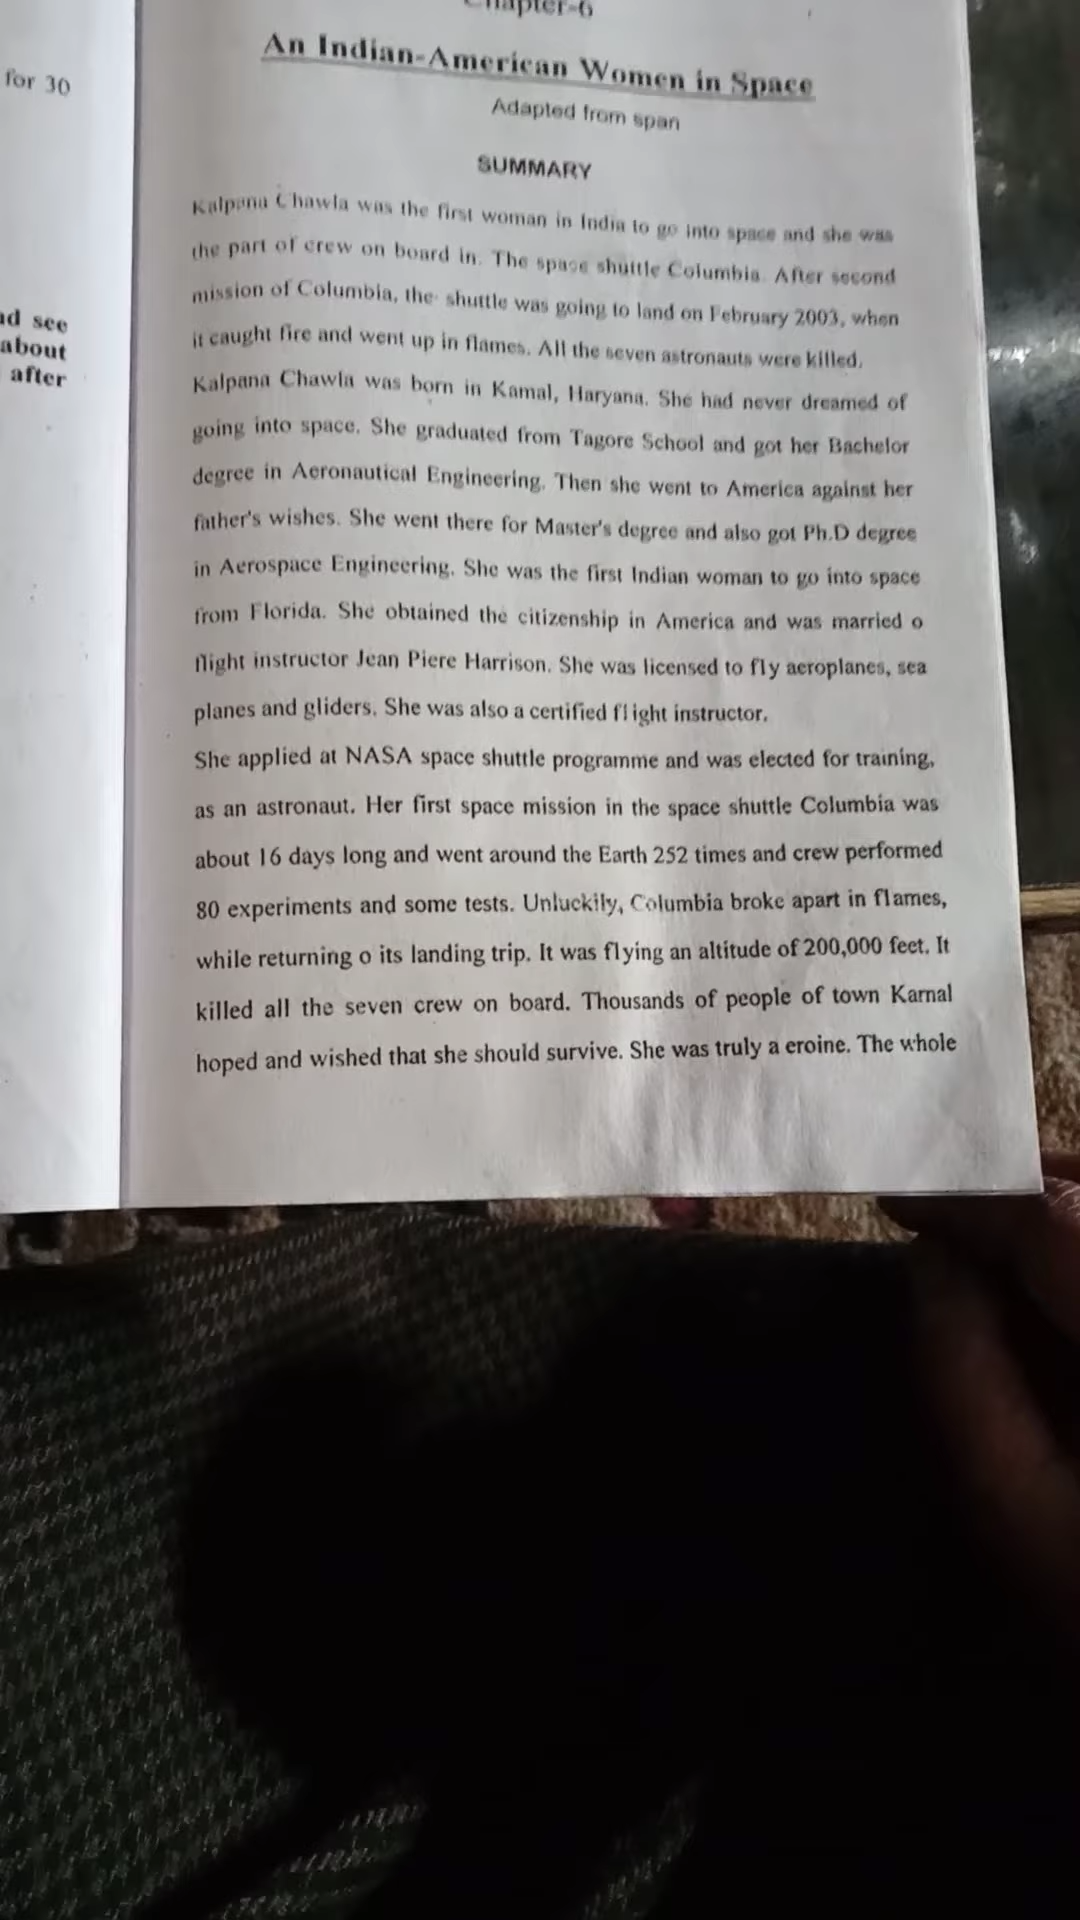 for 30
nd see
about
after
Chapter-6
An Indian-American Women in Space
Adapted from span
SUMMARY
Kalpana Chawla was the first woman in India to go into space and she was
the part of crew on board in. The space shuttle Columbia. After second
mission of Columbia, the shuttle was going to land on February 2003, when
it caught fire and went up in flames. All the seven astronauts were killed.
Kalpana Chawla was born in Kamal, Haryana. She had never dreamed of
going into space. She graduated from Tagore School and got her Bachelor
degree in Aeronautical Engineering. Then she went to America against her
father's wishes. She went there for Master's degree and also got Ph.D degree
in Aerospace Engineering. She was the first Indian woman to go into space
from Florida. She obtained the citizenship in America and was married o
flight instructor Jean Piere Harrison. She was licensed to fly aeroplanes, sea
planes and gliders. She was also a certified flight instructor.
She applied at NASA space shuttle programme and was elected for training,
as an astronaut. Her first space mission in the space shuttle Columbia was
about 16 days long and went around the Earth 252 times and crew performed
80 experiments and some tests. Unluckily, Columbia broke apart in flames,
while returning o its landing trip. It was flying an altitude of 200,000 feet. It
killed all the seven crew on board. Thousands of people of town Karnal
hoped and wished that she should survive. She was truly a eroine. The whole